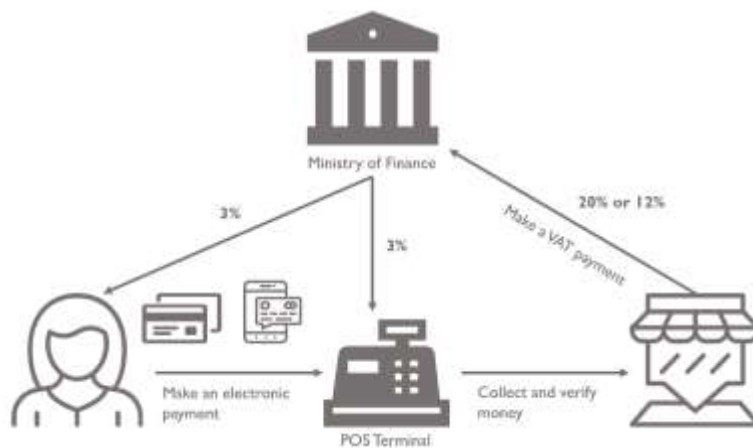 Ministry of Finance
3%
20% or 12%
Make a VAT payment
3%
Make an electronic
payment
Collect and verify
money
POS Terminal